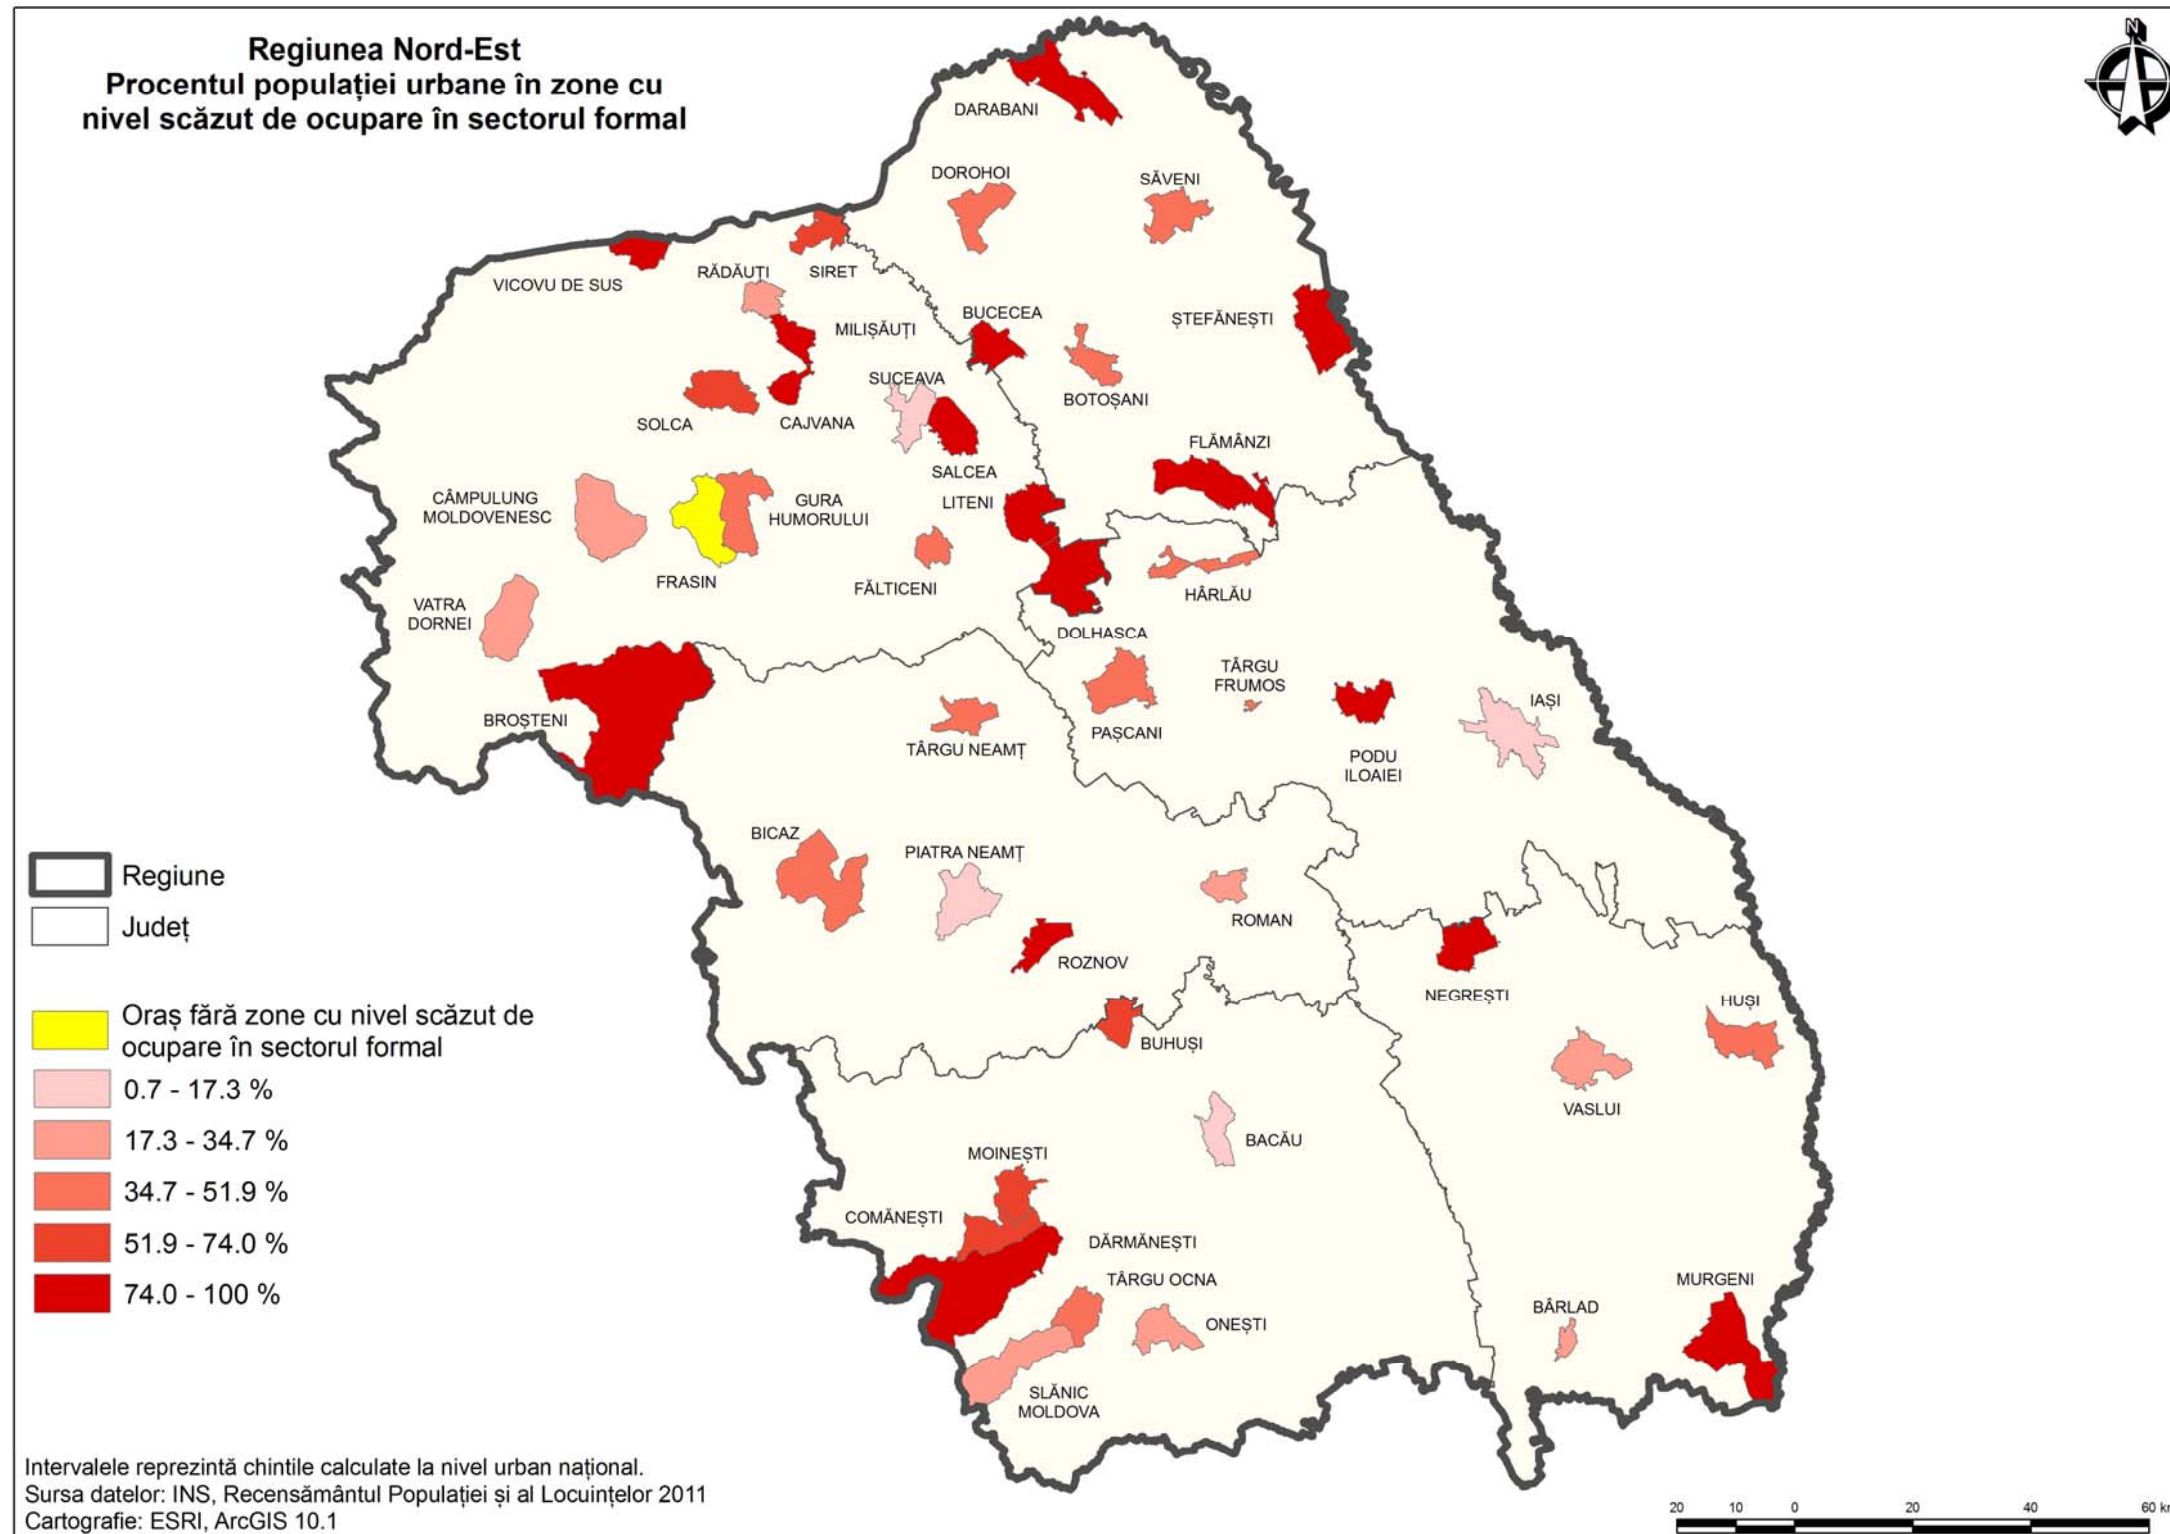 Regiunea Nord-Est
Procentul populației urbane în zone cu
nivel scăzut de ocupare în sectorul formal
N
DARABANI
DOROHOI
SĂVENI
VICOVU DE SUS
RĂDĂUȚI
SIRET
MILIȘĂUȚI
BUCECEA
ȘTEFĂNEȘTI
SUCEAVA
BOTOȘANI
SOLCA
CAJVANA
SALCEA
FLĂMÂNZI
CÂMPULUNG
MOLDOVENESC
GURA
HUMORULUI
LITENI
FRASIN
FĂLTICENI
HÂRLĂU
VATRA
DORNEI
DOLHASCA
BROȘTENI
TÂRGU NEAMȚ
PAȘCANI
TÂRGU
FRUMOS
PODU
ILOAIEI
IAȘI
BICAZ
PIATRA NEAMȚ
ROMAN
ROZNOV
NEGREȘTI
HUȘI
BUHUȘI
VASLUI
BACĂU
MOINEȘTI
COMĂNEȘTI
DĂRMĂNEȘTI
TÂRGU OCNA
ONEȘTI
SLĂNIC
MOLDOVA
BÂRLAD
MURGENI
Regiune
Județ
Oraș fără zone cu nivel scăzut de
ocupare în sectorul formal
0.7 - 17.3 %
17.3 - 34.7 %
34.7 - 51.9 %
51.9 - 74.0 %
74.0 - 100 %
Intervalele reprezintă chintile calculate la nivel urban național.
Sursa datelor: INS, Recensământul Populației și al Locuințelor 2011
Cartografie: ESRI, ArcGIS 10.1
20 10 0 20 40 60 km